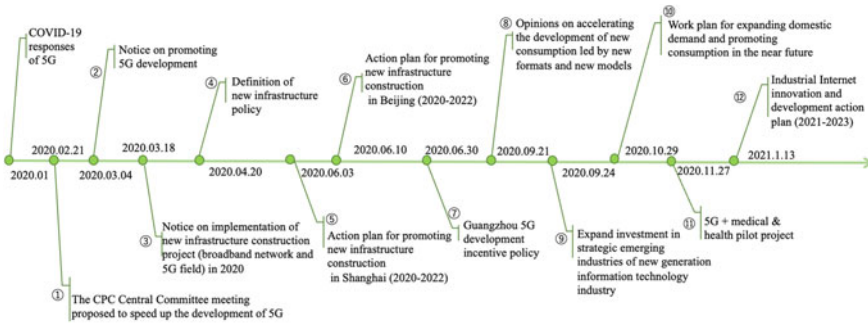 COVID-19
responses
of 5G
②
Notice on promoting
5G development
④
Definition of
new infrastructure
policy
⑥
Action plan for promoting
new infrastructure
construction
in Beijing (2020-2022)
⑧
Opinions on accelerating
the development of new
consumption led by new
formats and new models
⑩
Work plan for expanding domestic
demand and promoting
consumption in the near future
⑫
Industrial Internet
innovation and
development action
plan (2021-2023)
2020.01
2020.02.21
2020.03.04
2020.03.18
2020.04.20
2020.06.03
2020.06.10
2020.06.30
2020.09.21
2020.09.24
2020.10.29
2020.11.27
2021.1.13
①
The CPC Central Committee meeting
proposed to speed up the development of 5G
③
Notice on implementation of
new infrastructure construction
project (broadband network and
5G field) in 2020
⑤
Action plan for promoting
new infrastructure
construction
in Shanghai (2020-2022)
⑦
Guangzhou 5G
development
incentive policy
⑨
Expand investment in
strategic emerging
industries of new generation
information technology
industry
⑪
5G + medical &
health pilot project